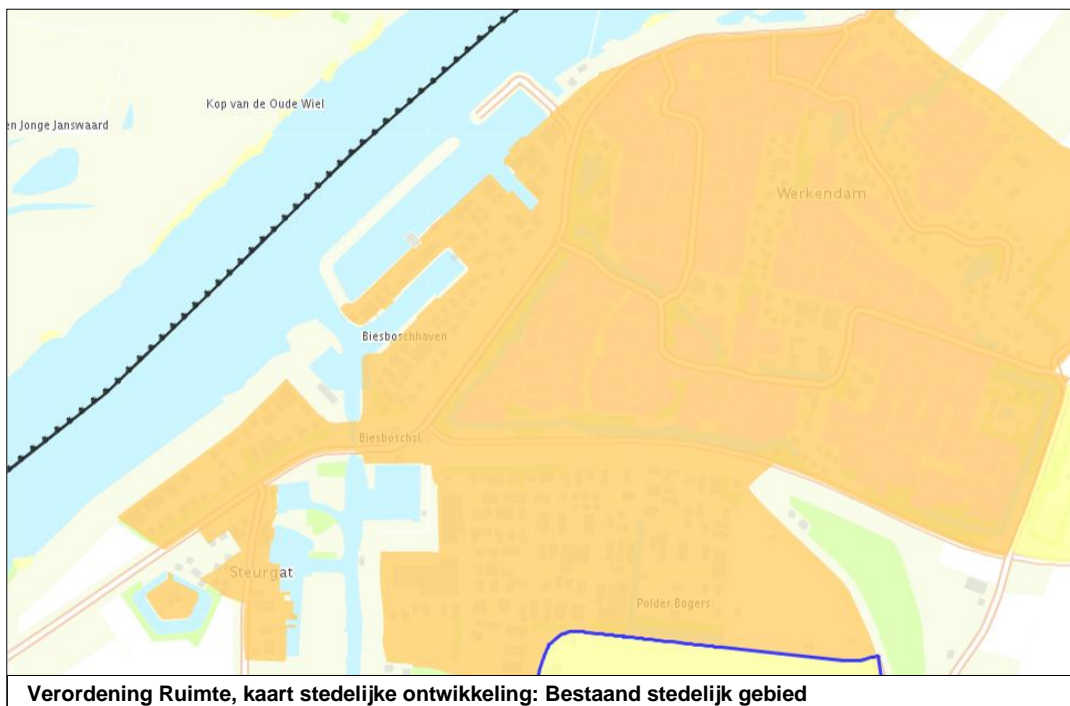 Kop van de Oude Wiel
en Jonge Janswaard
Werkendam
Biesboschhaven
Biesboschsl
Steurgat
Polder Bogers
Verordening Ruimte, kaart stedelijke ontwikkeling: Bestaand stedelijk gebied